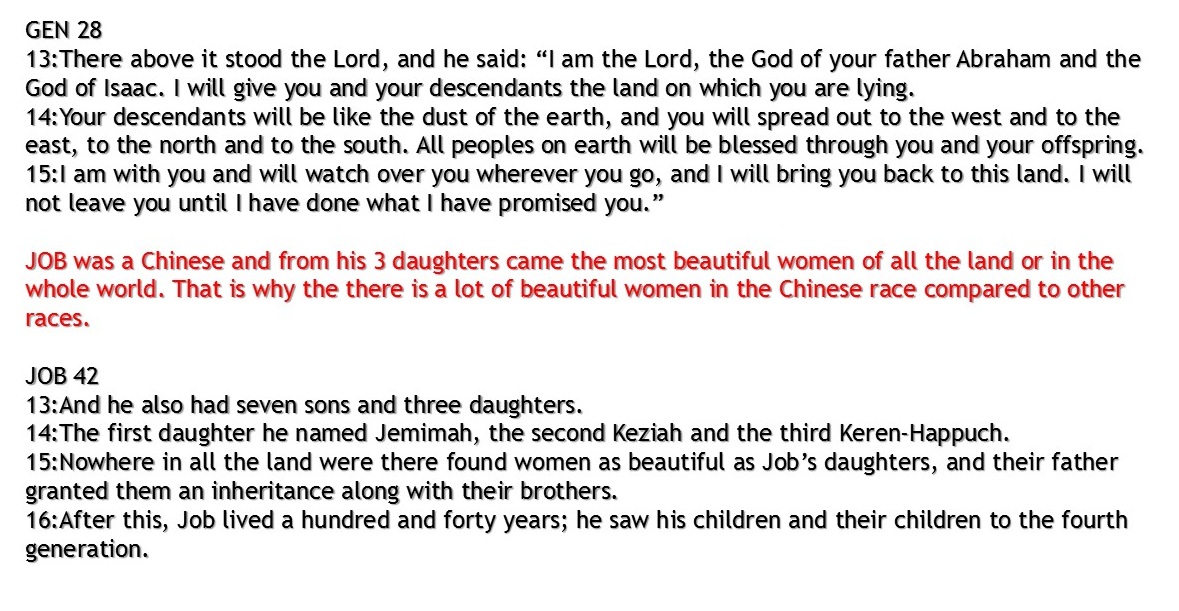 GEN 28
13:There above it stood the Lord, and he said: “I am the Lord, the God of your father Abraham and the
God of Isaac. I will give you and your descendants the land on which you are lying.
14:Your descendants will be like the dust of the earth, and you will spread out to the west and to the
east, to the north and to the south. All peoples on earth will be blessed through you and your offspring.
15:I am with you and will watch over you wherever you go, and I will bring you back to this land. I will
not leave you until I have done what I have promised you.”
JOB was a Chinese and from his 3 daughters came the most beautiful women of all the land or in the
whole world. That is why the there is a lot of beautiful women in the Chinese race compared to other
races.
JOB 42
13:And he also had seven sons and three daughters.
14:The first daughter he named Jemimah, the second Keziah and the third Keren-Happuch.
15:Nowhere in all the land were there found women as beautiful as Job’s daughters, and their father
granted them an inheritance along with their brothers.
16:After this, Job lived a hundred and forty years; he saw his children and their children to the fourth
generation.